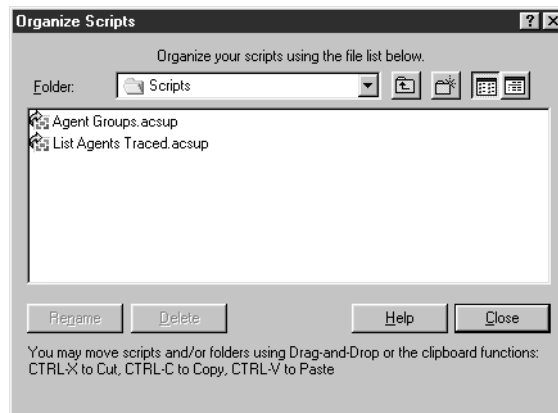 Organize Scripts
Organize your scripts using the file list below.
Folder: Scripts
Agent Groups.acsup
List Agents Traced.acsup
Rename Delete Help Close
You may move scripts and/or folders using Drag-and-Drop or the clipboard functions:
CTRL-X to Cut, CTRL-C to Copy, CTRL-V to Paste